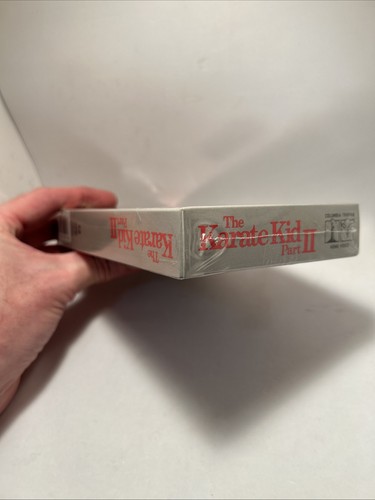 The
Karate Kid
Part II
The
Karate Kid
Part II